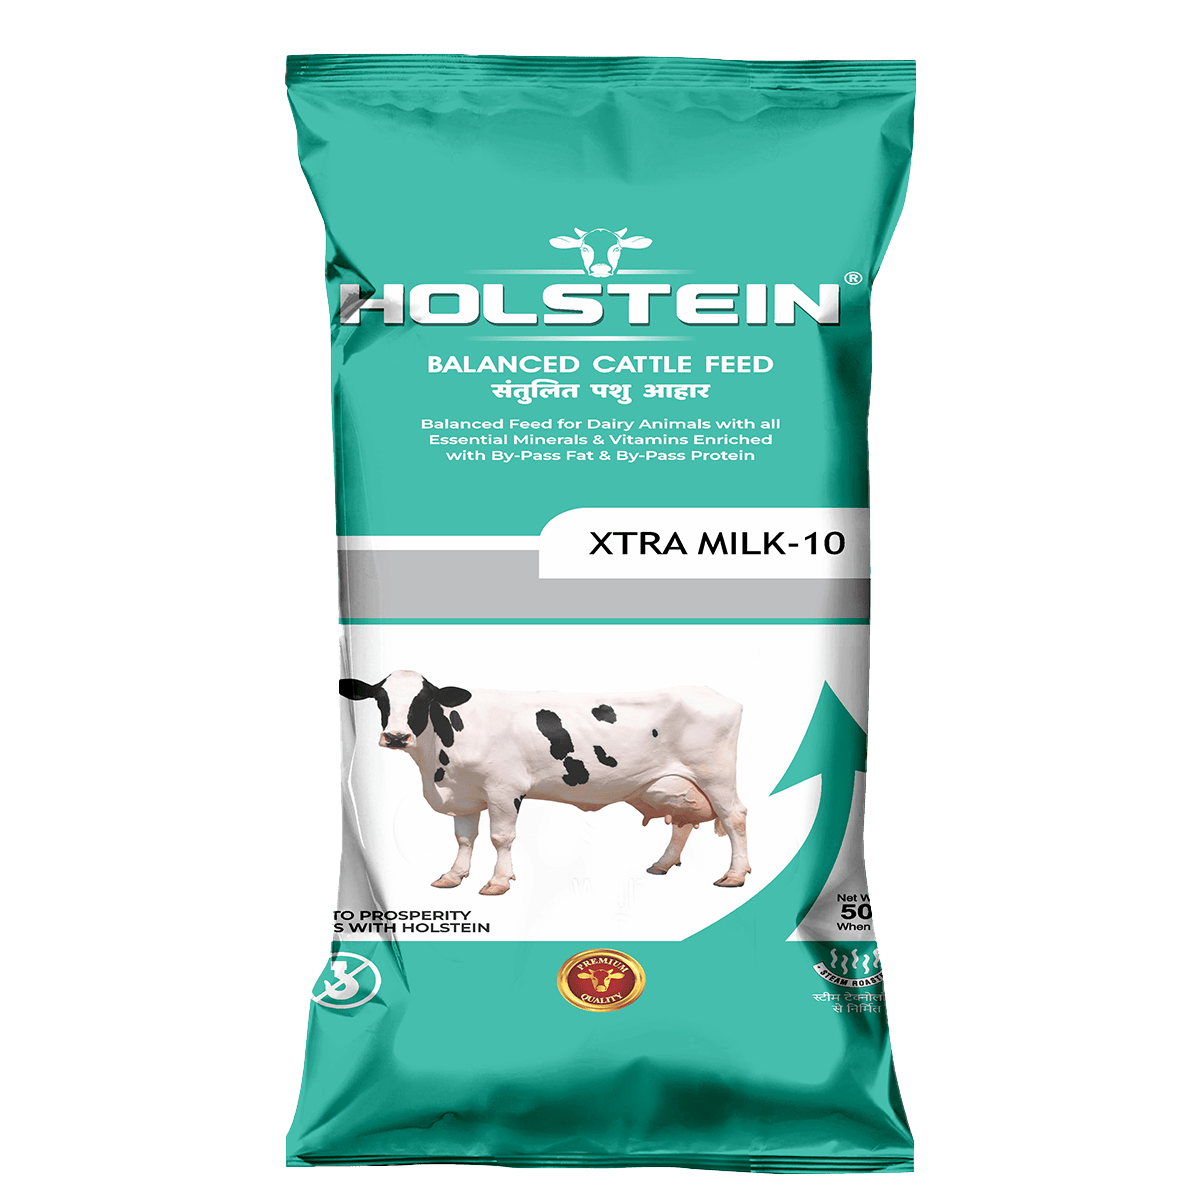 HOLSTEIN®
BALANCED CATTLE FEED
संतुलित पशु आहार
Balanced Feed for Dairy Animals with all
Essential Minerals & Vitamins Enriched
with By-Pass Fat & By-Pass Protein
XTRA MILK-10
TO PROSPERITY
WITH HOLSTEIN
Net
50
When
PREMIUM
QUALITY
STEAM
स्टीम
से निर्मित